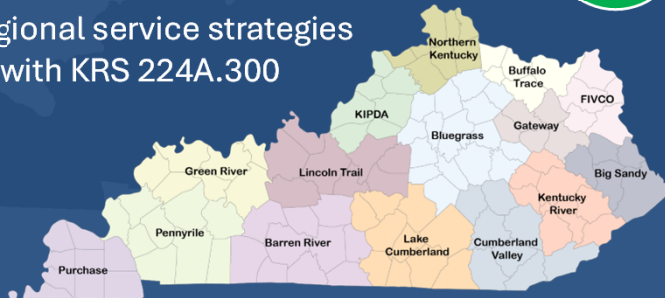 gional service strategies
with KRS 224A.300
Northern
Kentucky
Buffalo
Trace
FIVCO
KIPDA
Gateway
Bluegrass
Green River
Lincoln Trail
Big Sandy
Kentucky
River
Pennyrile
Barren River
Lake
Cumberland
Cumberland
Valley
Purchase